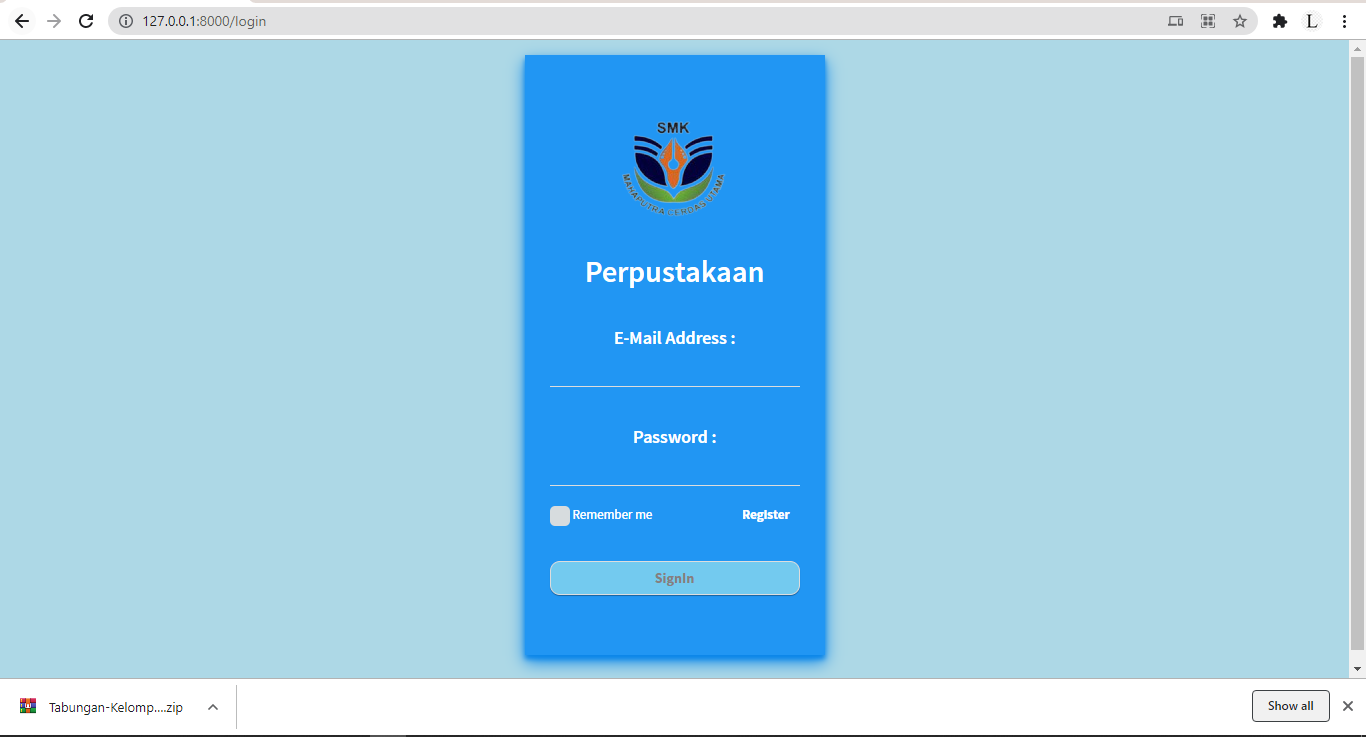 127.0.0.1:8000/login
L
SMK
MAHAPUTRA CERDAS UTAMA
Perpustakaan
E-Mail Address :
Password :
Remember me
Register
SignIn
Tabungan-Kelomp....zip
Show all